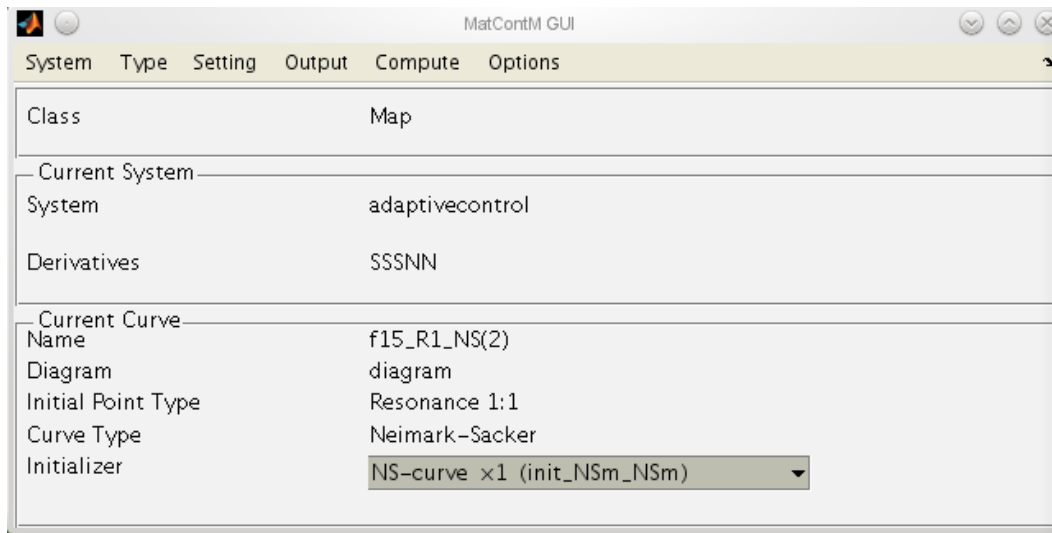 MatContM GUI
System Type Setting Output Compute Options
Class Map
Current System
System adaptivecontrol
Derivatives SSSNN
Current Curve
Name f15_R1_NS(2)
Diagram diagram
Initial Point Type Resonance 1:1
Curve Type Neimark-Sacker
Initializer NS-curve ×1 (init_NSm_NSm)